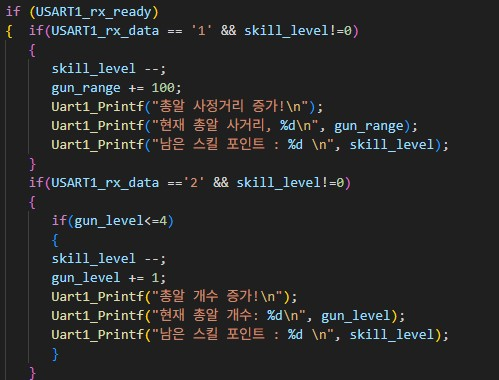 if (USART1_rx_ready)
{  if(USART1_rx_data == '1' && skill_level!=0)
   {
      skill_level --;
      gun_range += 100;
      Uart1_Printf("총알 사정거리 증가!\n");
      Uart1_Printf("현재 총알 사거리, %d\n", gun_range);
      Uart1_Printf("남은 스킬 포인트 : %d \n", skill_level);
   }
   if(USART1_rx_data =='2' && skill_level!=0)
   {
      if(gun_level<=4)
      {
      skill_level --;
      gun_level += 1;
      Uart1_Printf("총알 개수 증가!\n");
      Uart1_Printf("현재 총알 개수: %d\n", gun_level);
      Uart1_Printf("남은 스킬 포인트 : %d \n", skill_level);
      }
   }